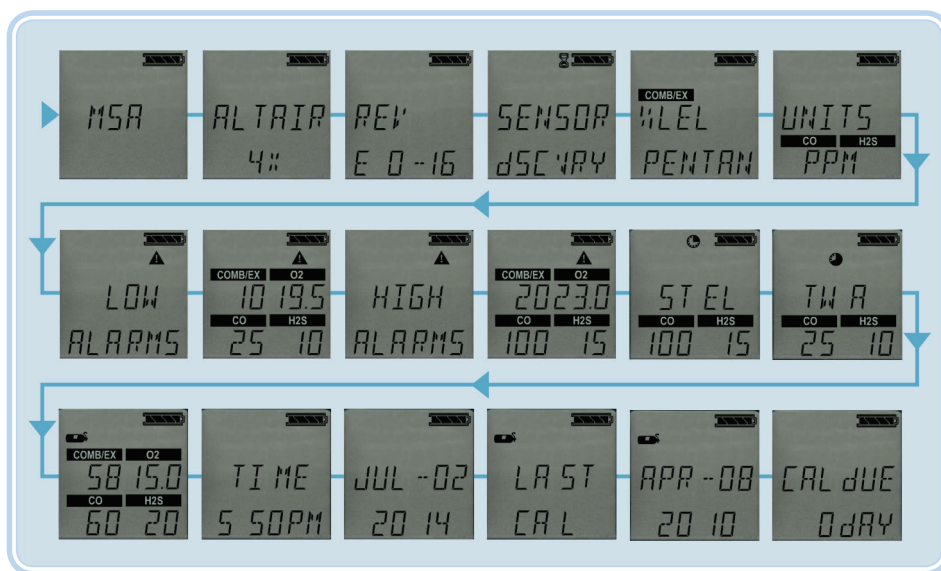 MSA
ALTAIR
4X
REV
E 0-16
SENSOR
dSCVRY
COMB/EX
%LEL
PENTAN
UNITS
CO H2S
PPM
LOW
ALARMS
COMB/EX O2
10 19.5
CO H2S
25 10
HIGH
ALARMS
COMB/EX O2
20 23.0
CO H2S
100 15
STEL
CO H2S
100 15
TWA
CO H2S
25 10
COMB/EX O2
58 15.0
CO H2S
60 20
TIME
5 50PM
JUL-02
2014
LAST
CAL
APR-08
2010
CAL dUE
0 dAY